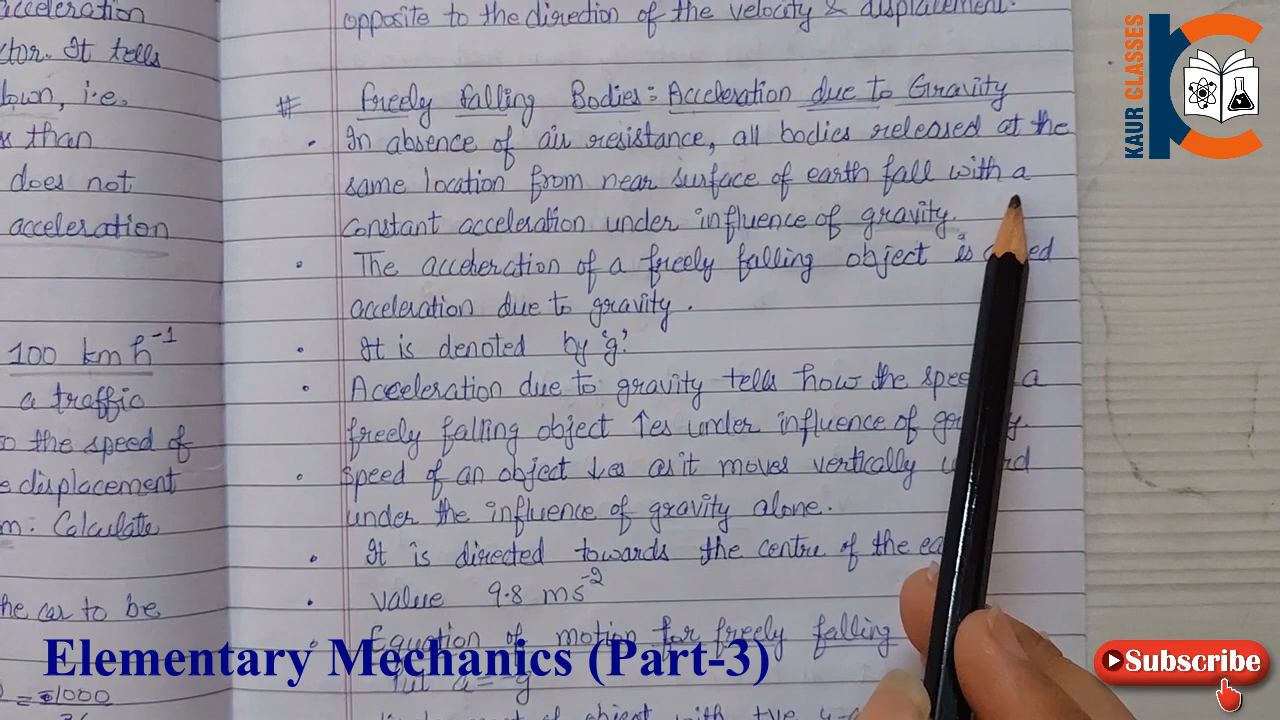 acceleration
ctor. It tells
down, i.e.
x than
does not
acceleration
100 km h⁻¹
a traffic
the speed of
displacement
m. Calculate
the car to be
= 1000
opposite to the direction of the velocity & displacement.
# Freely Falling Bodies: Acceleration due to Gravity
• In absence of air resistance, all bodies released at the
same location from near surface of earth fall with a
constant acceleration under influence of gravity.
• The acceleration of a freely falling object is
acceleration due to gravity.
• It is denoted by 'g'.
• Acceleration due to gravity tells how the a
freely falling object ↑es under influence of
• Speed of an object ↓es as it moves vertically
under the influence of gravity alone.
• It is directed towards the centre of the
• Value 9.8 ms⁻²
• Equation of motion for freely falling
Put a = g
object with
KAUR CLASSES
Elementary Mechanics (Part-3)
Subscribe